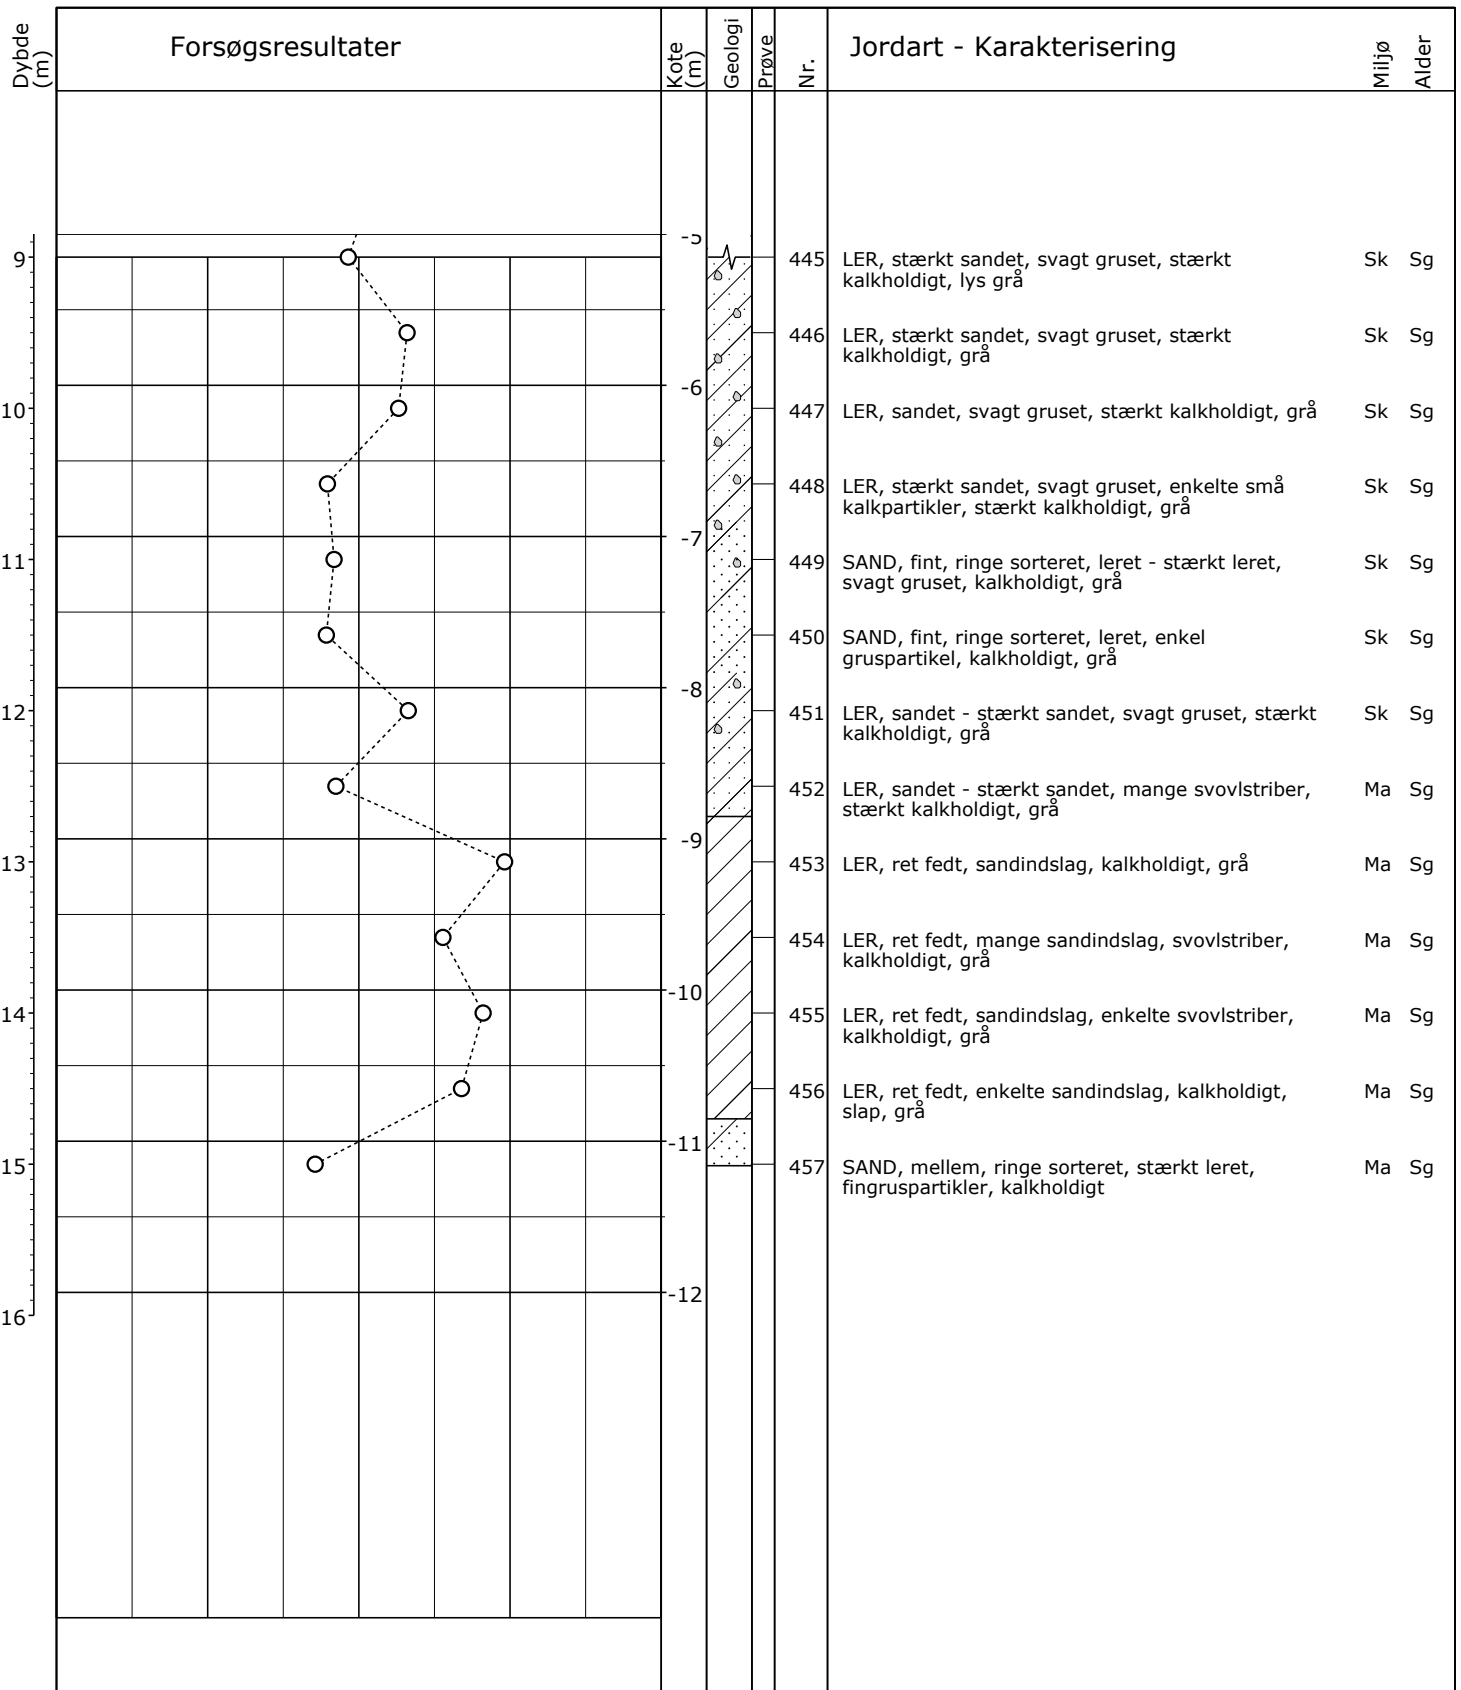 Dybde
(m)
Forsøgsresultater
Kote
(m)
Geologi
Prøve
Nr.
Jordart - Karakterisering
Miljø
Alder
-5
9
445 LER, stærkt sandet, svagt gruset, stærkt Sk Sg
kalkholdigt, lys grå
446 LER, stærkt sandet, svagt gruset, stærkt Sk Sg
kalkholdigt, grå
-6
10
447 LER, sandet, svagt gruset, stærkt kalkholdigt, grå Sk Sg
448 LER, stærkt sandet, svagt gruset, enkelte små Sk Sg
kalkpartikler, stærkt kalkholdigt, grå
-7
11
449 SAND, fint, ringe sorteret, leret - stærkt leret, Sk Sg
svagt gruset, kalkholdigt, grå
450 SAND, fint, ringe sorteret, leret, enkel Sk Sg
gruspartikel, kalkholdigt, grå
-8
12
451 LER, sandet - stærkt sandet, svagt gruset, stærkt Sk Sg
kalkholdigt, grå
452 LER, sandet - stærkt sandet, mange svovlstriber, Ma Sg
stærkt kalkholdigt, grå
-9
13
453 LER, ret fedt, sandindslag, kalkholdigt, grå Ma Sg
454 LER, ret fedt, mange sandindslag, svovlstriber, Ma Sg
kalkholdigt, grå
-10
14
455 LER, ret fedt, sandindslag, enkelte svovlstriber, Ma Sg
kalkholdigt, grå
456 LER, ret fedt, enkelte sandindslag, kalkholdigt, Ma Sg
slap, grå
-11
15
457 SAND, mellem, ringe sorteret, stærkt leret, Ma Sg
fingruspartikler, kalkholdigt
-12
16